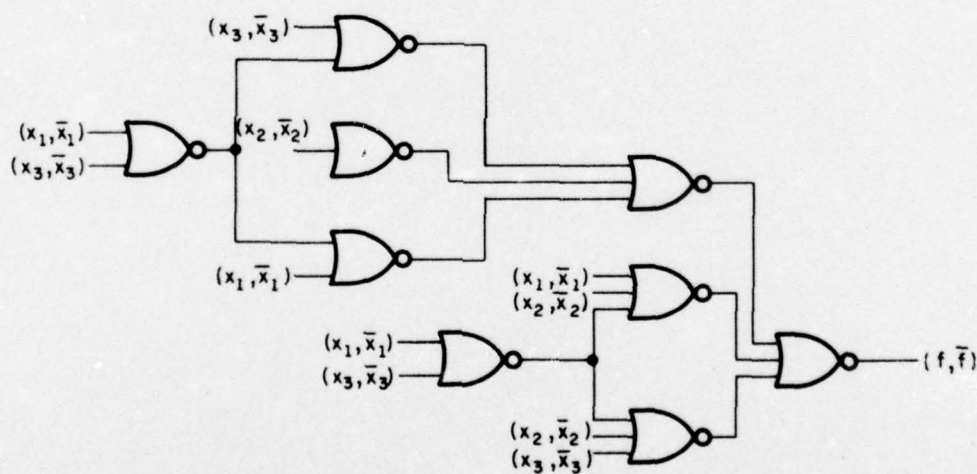 (x₃,x̄₃)
(x₁,x̄₁)
(x₂,x̄₂)
(x₃,x̄₃)
(x₁,x̄₁)
(x₁,x̄₁)
(x₂,x̄₂)
(x₁,x̄₁)
(f,f̄)
(x₃,x̄₃)
(x₂,x̄₂)
(x₃,x̄₃)